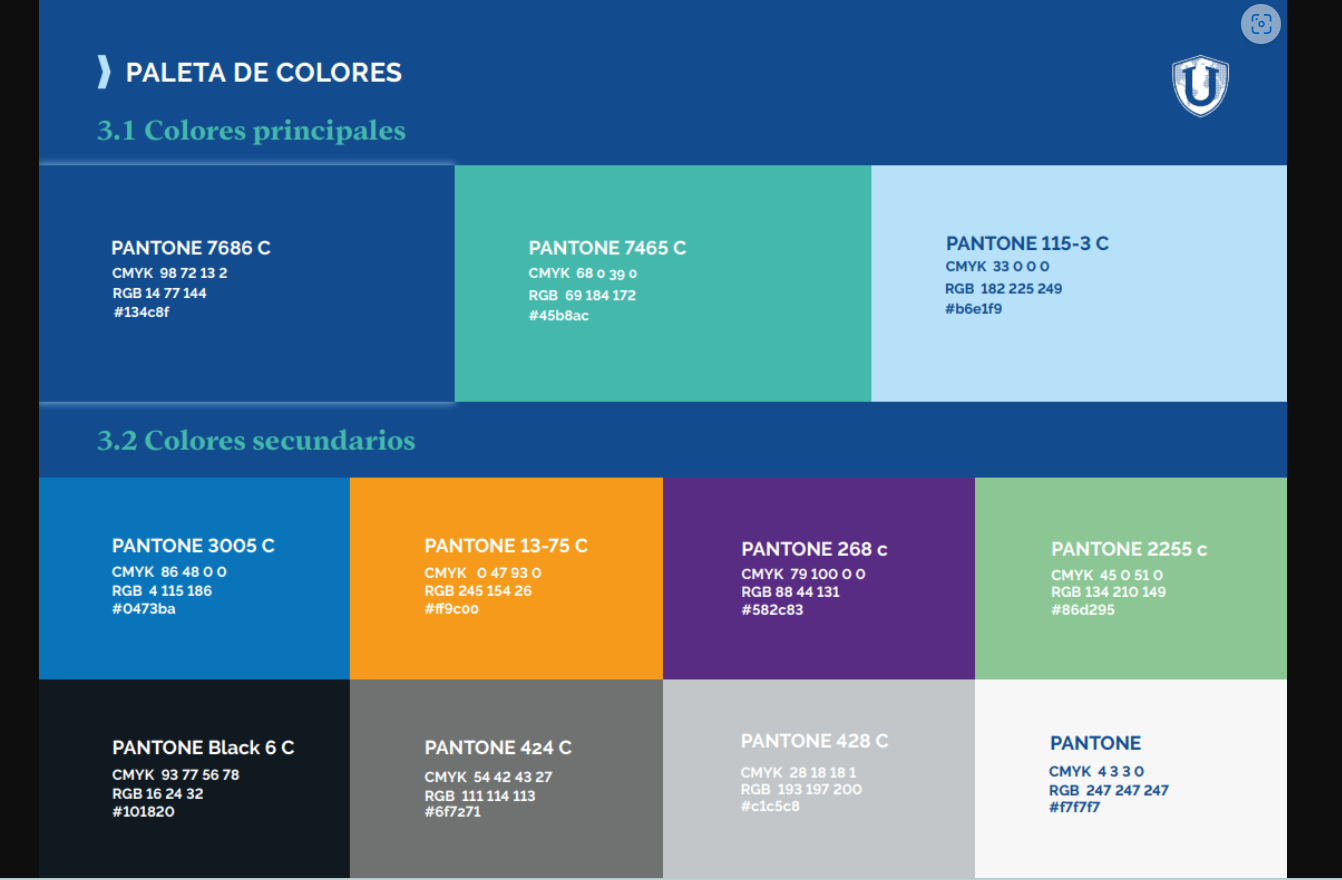 PALETA DE COLORES
U
3.1 Colores principales
PANTONE 7686 C
CMYK 98 72 13 2
RGB 14 77 144
#134c8f
PANTONE 7465 C
CMYK 68 0 39 0
RGB 69 184 172
#45b8ac
PANTONE 115-3 C
CMYK 33 0 0 0
RGB 182 225 249
#b6e1f9
3.2 Colores secundarios
PANTONE 3005 C
CMYK 86 48 0 0
RGB 4 115 186
#0473ba
PANTONE 13-75 C
CMYK 0 47 93 0
RGB 245 154 26
#ff9c00
PANTONE 268 c
CMYK 79 100 0 0
RGB 88 44 131
#582c83
PANTONE 2255 c
CMYK 45 0 51 0
RGB 134 210 149
#86d295
PANTONE Black 6 C
CMYK 93 77 56 78
RGB 16 24 32
#101820
PANTONE 424 C
CMYK 54 42 43 27
RGB 111 114 113
#6f7271
PANTONE 428 C
CMYK 28 18 18 1
RGB 193 197 200
#c1c5c8
PANTONE
CMYK 4 3 3 0
RGB 247 247 247
#f7f7f7